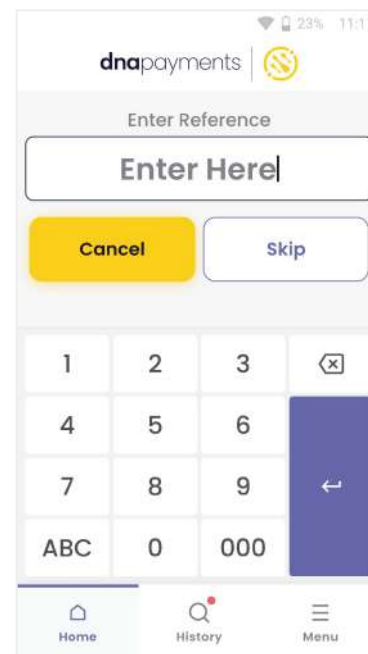 23% 11:1
dnapayments
Enter Reference
Enter Here
Cancel Skip
1 2 3
4 5 6
7 8 9
ABC 0 000
Home History Menu